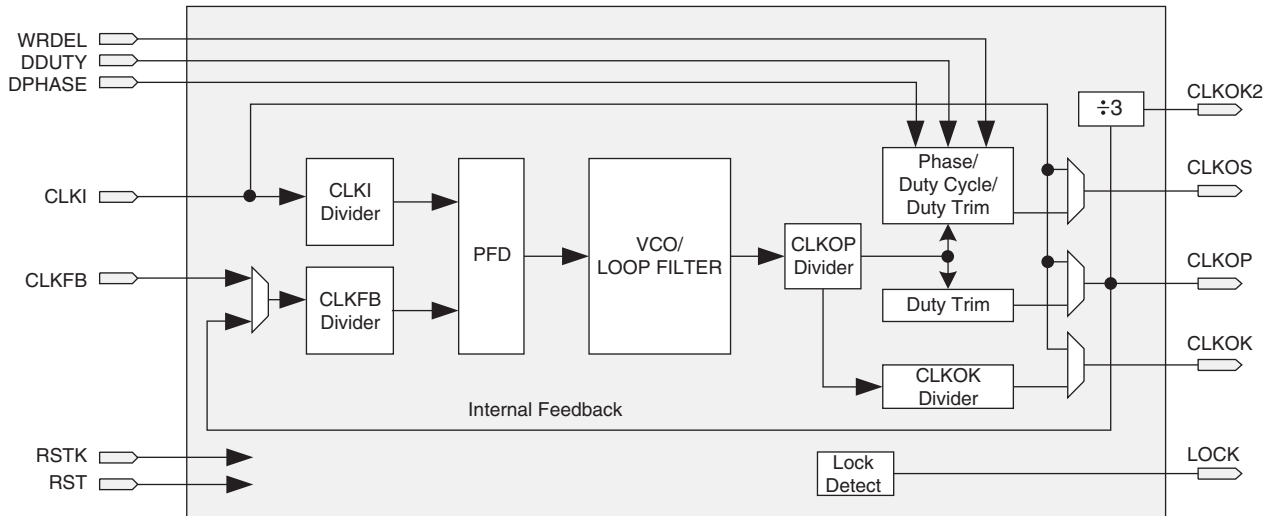 WRDEL
DDUTY
DPHASE
CLKOK2
÷3
Phase/
Duty Cycle/
Duty Trim
CLKOS
CLKI
CLKI
Divider
PFD
VCO/
LOOP FILTER
CLKOP
Divider
CLKFB
CLKFB
Divider
Duty Trim
CLKOP
CLKOK
CLKOK
Divider
Internal Feedback
RSTK
RST
Lock
Detect
LOCK